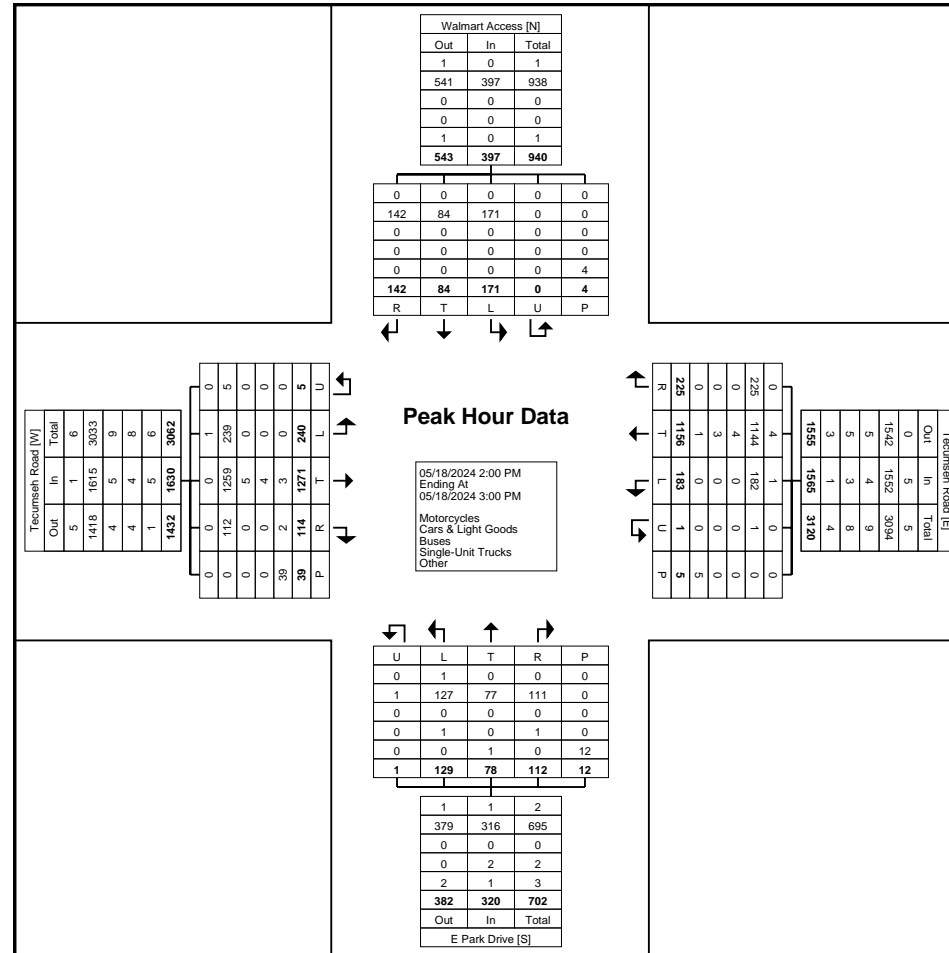 Walmart Access [N]
Out In Total
1 0 1
541 397 938
0 0 0
0 0 0
1 0 1
543 397 940
0 0 0 0 0
142 84 171 0 0
0 0 0 0 0
0 0 0 0 0
0 0 0 0 4
142 84 171 0 4
R T L U P
U L T R P
5 240 1271 114 39
0 0 3 2 39
0 0 4 0 0
0 0 5 0 0
5 239 1259 112 0
0 1 0 0 0
3062 1630 1432
6 5 1
8 4 4
9 5 4
3033 1615 1418
6 1 5
Total In Out
Tecumseh Road [W]
Peak Hour Data
05/18/2024 2:00 PM
Ending At
05/18/2024 3:00 PM
Motorcycles
Cars & Light Goods
Buses
Single-Unit Trucks
Other
Tecumseh Road [E]
Out In Total
0 5 5
1542 1552 3094
5 4 9
5 3 8
3 1 4
1555 1565 3120
0 4 1 0 0
225 1144 182 1 0
0 4 0 0 0
0 3 0 0 0
0 1 0 0 5
225 1156 183 1 5
R T L U P
U L T R P
0 1 0 0 0
1 127 77 111 0
0 0 0 0 0
0 1 0 1 0
0 0 1 0 12
1 129 78 112 12
1 1 2
379 316 695
0 0 0
0 2 2
2 1 3
382 320 702
Out In Total
E Park Drive [S]